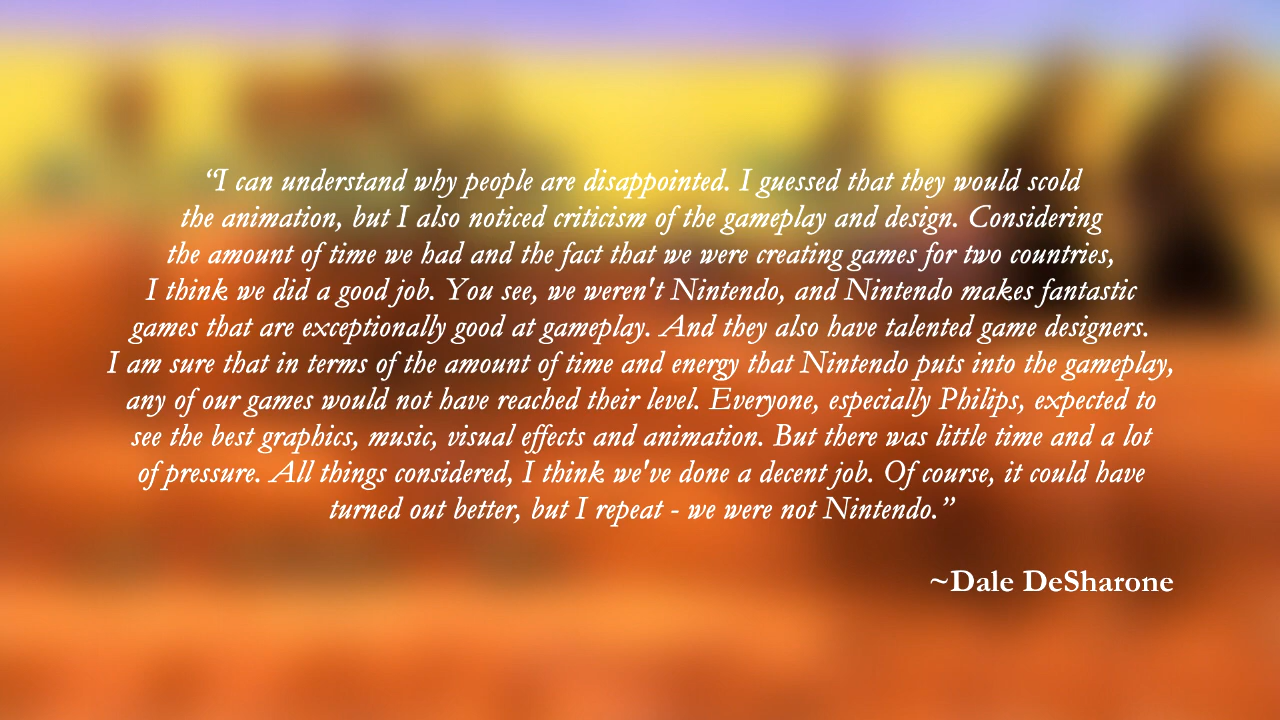 “I can understand why people are disappointed. I guessed that they would scold
the animation, but I also noticed criticism of the gameplay and design. Considering
the amount of time we had and the fact that we were creating games for two countries,
I think we did a good job. You see, we weren't Nintendo, and Nintendo makes fantastic
games that are exceptionally good at gameplay. And they also have talented game designers.
I am sure that in terms of the amount of time and energy that Nintendo puts into the gameplay,
any of our games would not have reached their level. Everyone, especially Philips, expected to
see the best graphics, music, visual effects and animation. But there was little time and a lot
of pressure. All things considered, I think we've done a decent job. Of course, it could have
turned out better, but I repeat - we were not Nintendo.”
~Dale DeSharone